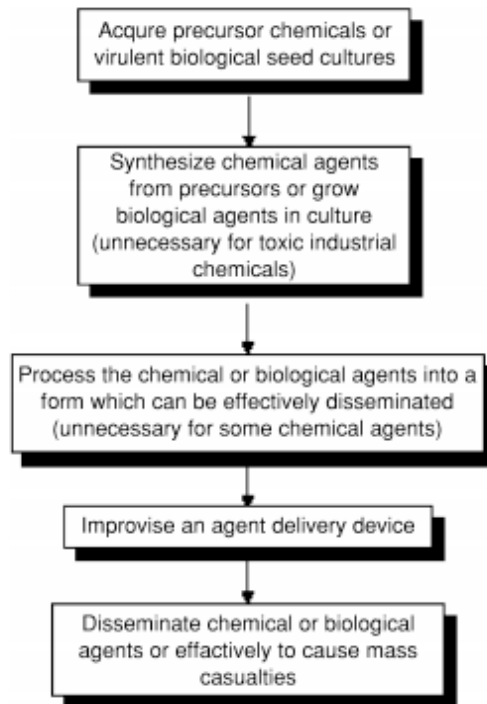 Acqure precursor chemicals or
virulent biological seed cultures
Synthesize chemical agents
from precursors or grow
biological agents in culture
(unnecessary for toxic industrial
chemicals)
Process the chemical or biological agents into a
form which can be effectively disseminated
(unnecessary for some chemical agents)
Improvise an agent delivery device
Disseminate chemical or biological
agents or effactively to cause mass
casualties